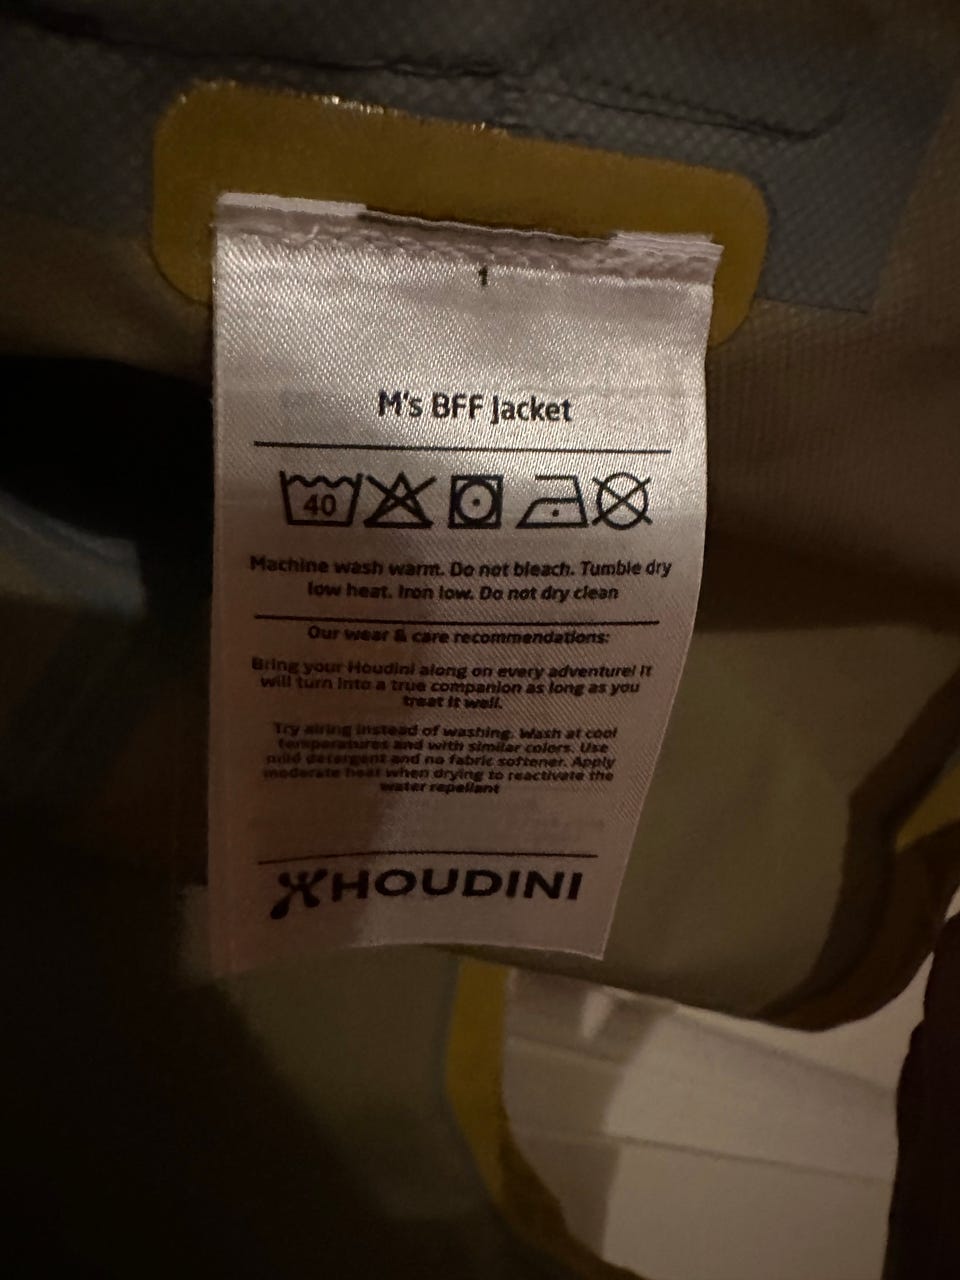 1
M's BFF Jacket
40
Machine wash warm. Do not bleach. Tumble dry
low heat. Iron low. Do not dry clean
Our wear & care recommendations:
Bring your Houdini along on every adventure! It
will turn into a true companion as long as you
treat it well.
Try airing instead of washing. Wash at cool
temperatures and with similar colors. Use
mild detergent and no fabric softener. Apply
moderate heat when drying to reactivate the
water repellant
HOUDINI